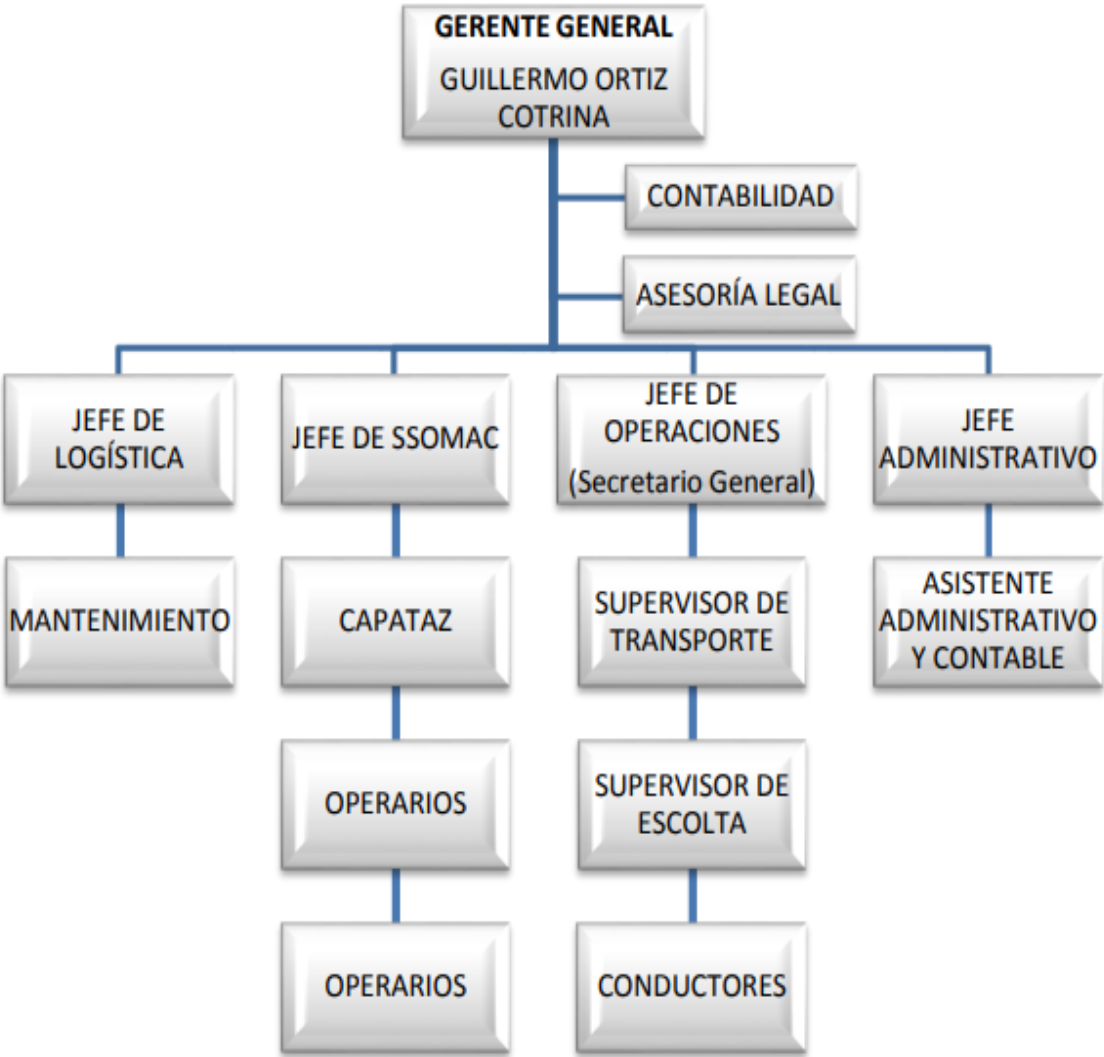 GERENTE GENERAL
GUILLERMO ORTIZ
COTRINA
CONTABILIDAD
ASESORÍA LEGAL
JEFE DE
LOGÍSTICA
JEFE DE SSOMAC
JEFE DE
OPERACIONES
(Secretario General)
JEFE
ADMINISTRATIVO
MANTENIMIENTO
CAPATAZ
SUPERVISOR DE
TRANSPORTE
ASISTENTE
ADMINISTRATIVO
Y CONTABLE
OPERARIOS
SUPERVISOR DE
ESCOLTA
OPERARIOS
CONDUCTORES